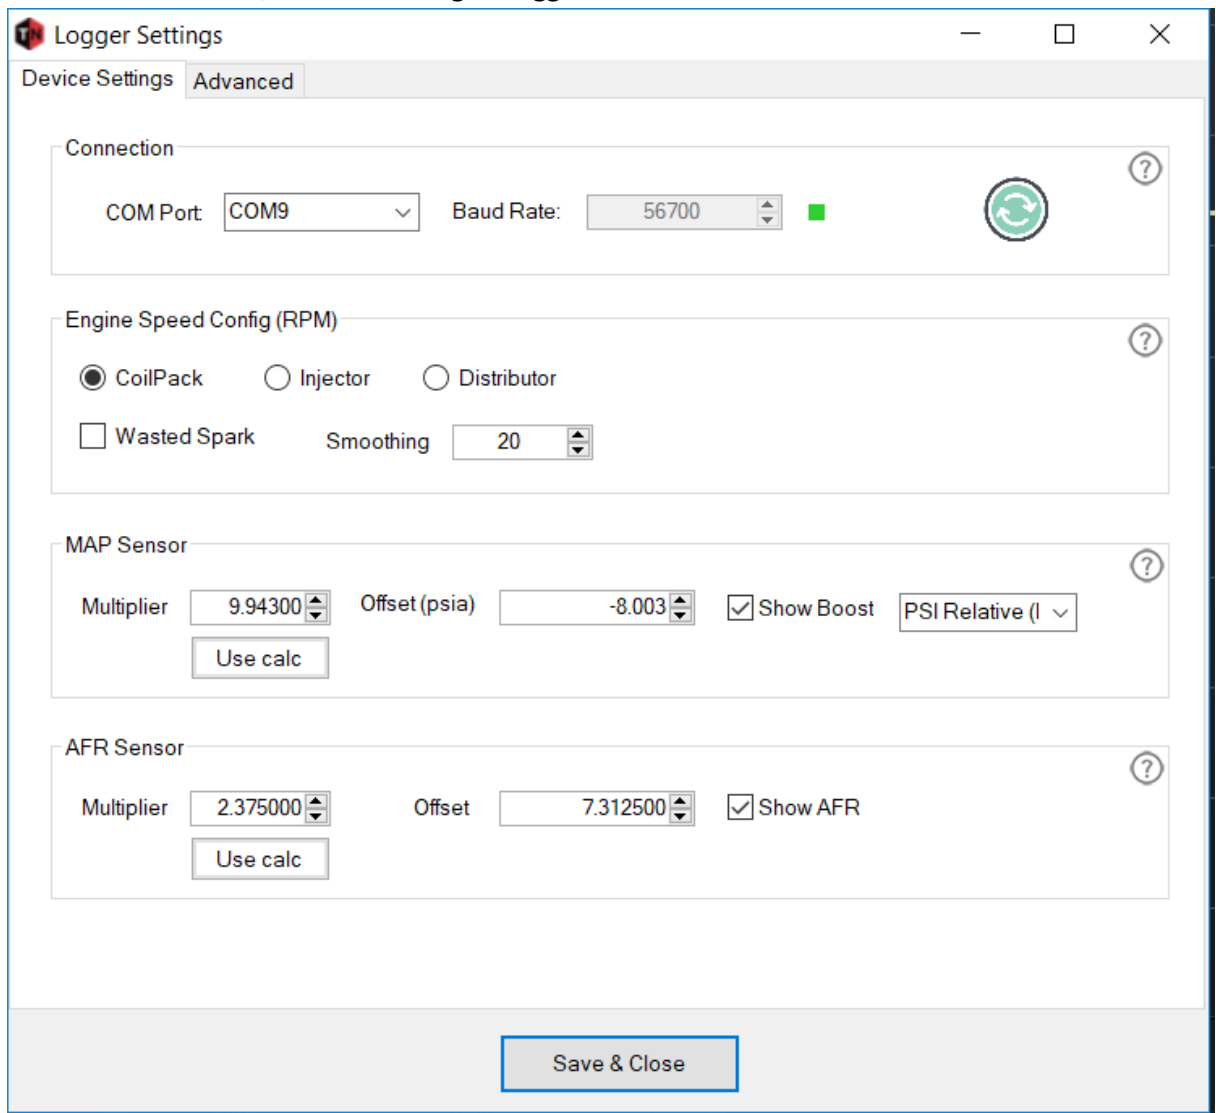 TN Logger Settings
Device Settings Advanced
Connection
?
COM Port: COM9 Baud Rate: 56700
Engine Speed Config (RPM)
?
CoilPack Injector Distributor
Wasted Spark Smoothing 20
MAP Sensor
?
Multiplier 9.94300 Offset (psia) -8.003 Show Boost PSI Relative (
Use calc
AFR Sensor
?
Multiplier 2.375000 Offset 7.312500 Show AFR
Use calc
Save & Close